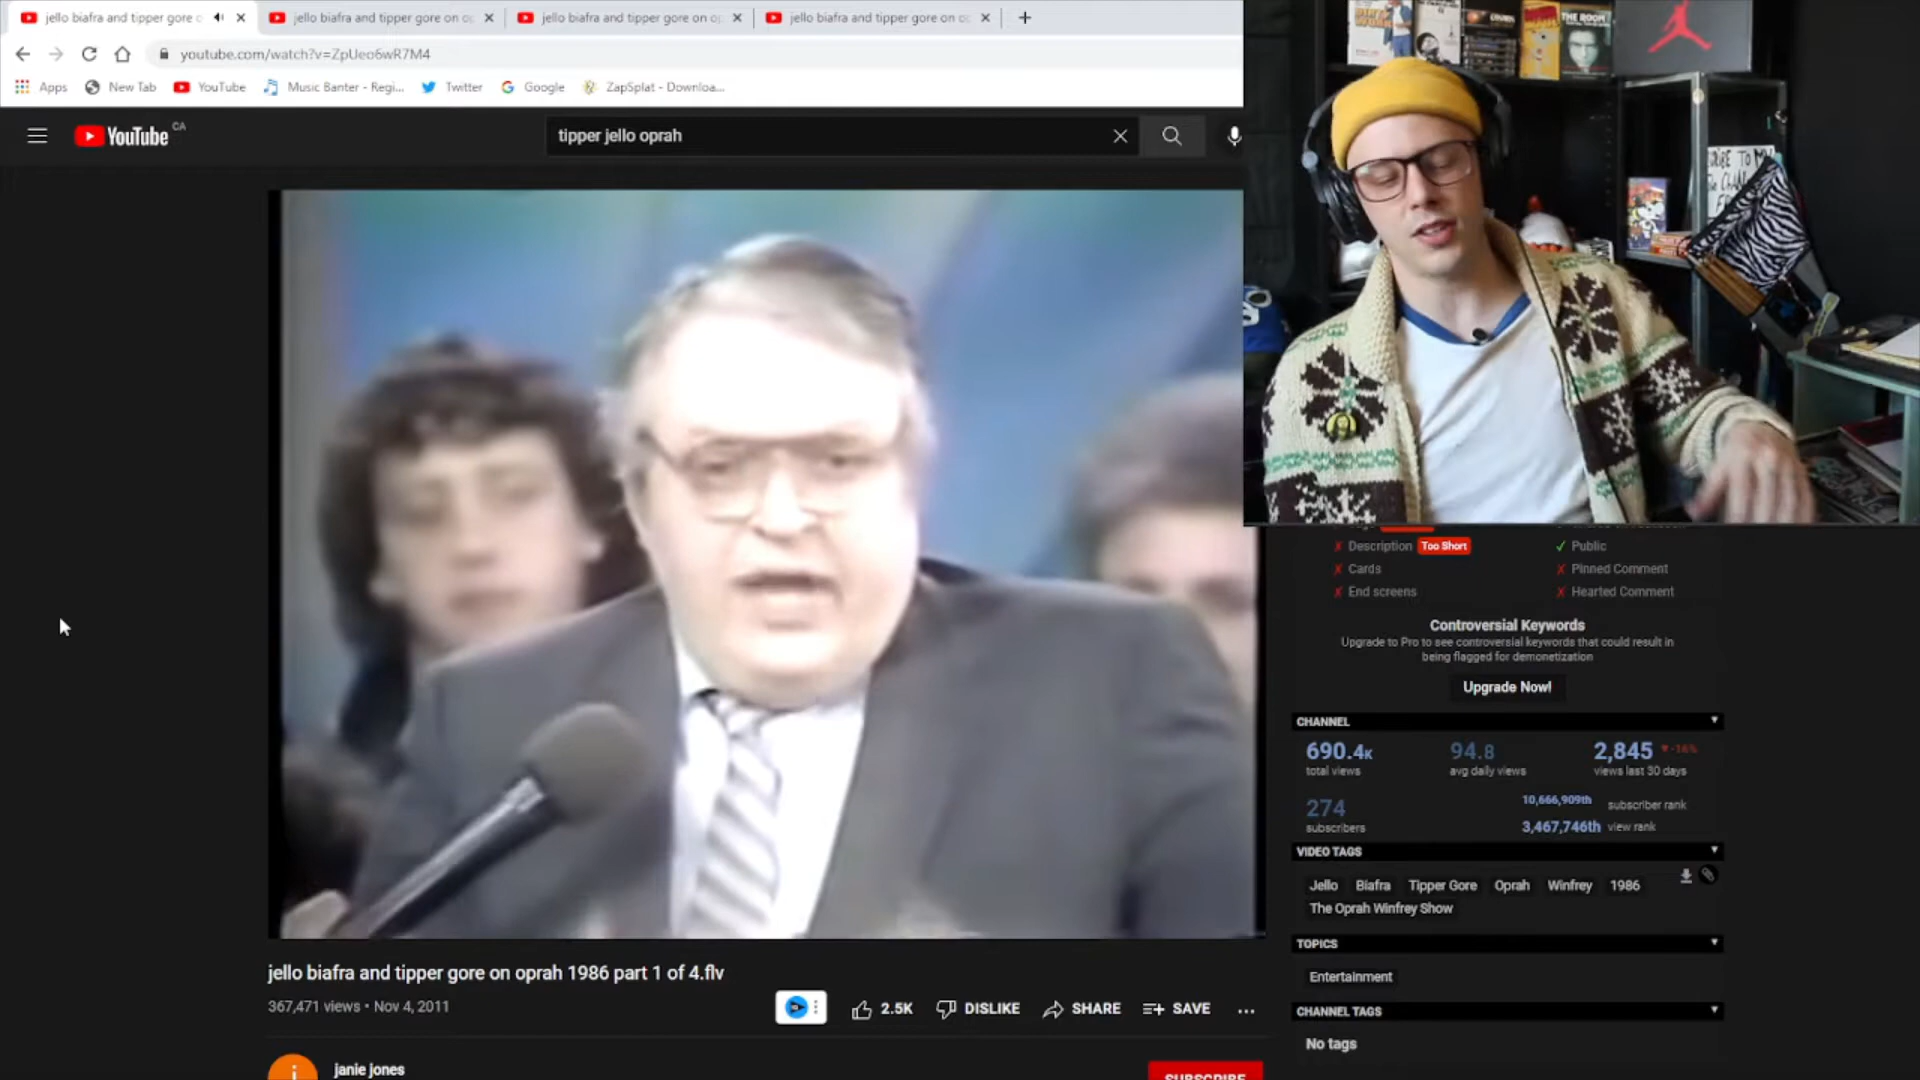 jello biafra and tipper gore o
jello biafra and tipper gore on op
jello biafra and tipper gore on op
jello biafra and tipper gore on op
youtube.com/watch?v=ZpUeo6wR7M4
Apps
New Tab
YouTube
Music Banter - Regi...
Twitter
Google
ZapSplat - Downloa...
YouTube CA
tipper jello oprah
THE ROOM
Description Too Short
Public
Cards
Pinned Comment
End screens
Hearted Comment
Controversial Keywords
Upgrade to Pro to see controversial keywords that could result in
being flagged for demonetization
Upgrade Now!
CHANNEL
690.4k
94.8
2,845 -16%
total views
avg daily views
views last 30 days
274
10,666,909th subscriber rank
subscribers
3,467,746th view rank
VIDEO TAGS
Jello Biafra Tipper Gore Oprah Winfrey 1986
The Oprah Winfrey Show
TOPICS
Entertainment
CHANNEL TAGS
No tags
jello biafra and tipper gore on oprah 1986 part 1 of 4.flv
367,471 views • Nov 4, 2011
2.5K
DISLIKE
SHARE
SAVE
janie jones
SUBSCRIBE